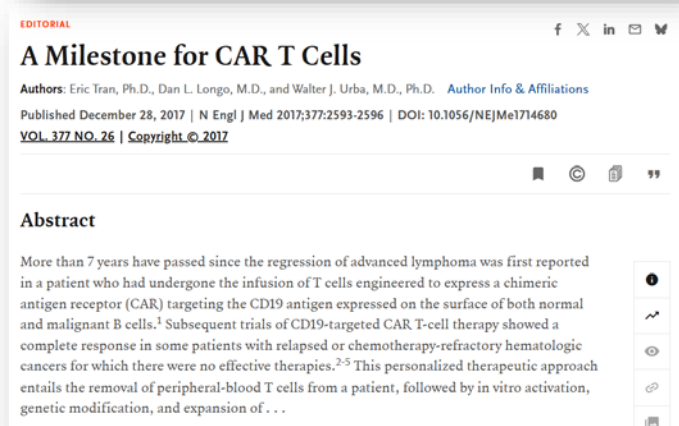 EDITORIAL
A Milestone for CAR T Cells
Authors: Eric Tran, Ph.D., Dan L. Longo, M.D., and Walter J. Urba, M.D., Ph.D. Author Info & Affiliations
Published December 28, 2017 | N Engl J Med 2017;377:2593-2596 | DOI: 10.1056/NEJMe1714680
VOL. 377 NO. 26 | Copyright © 2017
Abstract
More than 7 years have passed since the regression of advanced lymphoma was first reported
in a patient who had undergone the infusion of T cells engineered to express a chimeric
antigen receptor (CAR) targeting the CD19 antigen expressed on the surface of both normal
and malignant B cells.1 Subsequent trials of CD19-targeted CAR T-cell therapy showed a
complete response in some patients with relapsed or chemotherapy-refractory hematologic
cancers for which there were no effective therapies.2-5 This personalized therapeutic approach
entails the removal of peripheral-blood T cells from a patient, followed by in vitro activation,
genetic modification, and expansion of . . .